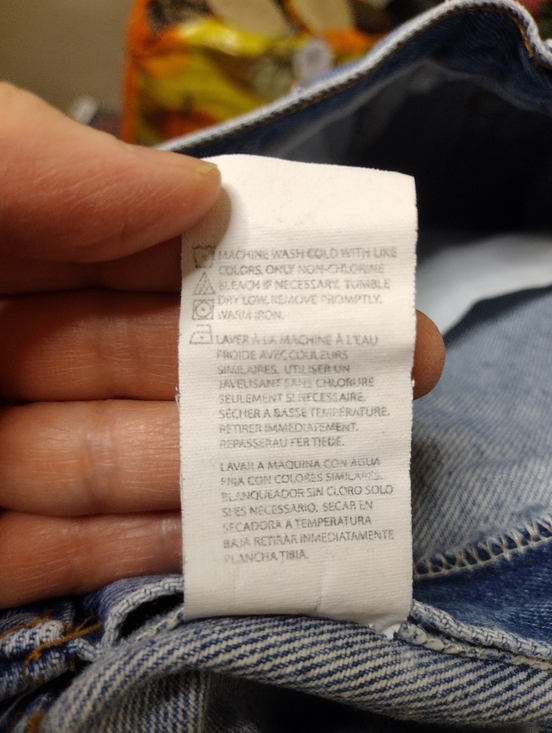 MACHINE WASH COLD WITH LIKE
COLORS. ONLY NON-CHLORINE
BLEACH IF NECESSARY. TUMBLE
DRY LOW. REMOVE PROMPTLY.
WARM IRON.
LAVER À LA MACHINE À L'EAU
FROIDE AVEC COULEURS
SIMILAIRES. UTILISER UN
JAVELISANT SANS CHLORURE
SEULEMENT SI NECESSAIRE.
SÉCHER A BASSE TEMPÉRATURE.
RETIRER IMMEDIATEMENT.
REPASSER AU FER TIEDE.
LAVAR A MAQUINA CON AGUA
FRIA CON COLORES SIMILARES.
BLANQUEADOR SIN CLORO SOLO
SI ES NECESSARIO. SECAR EN
SECADORA A TEMPERATURA
BAJA RETIRAR INMEDIATAMENTE
PLANCHA TIBIA.